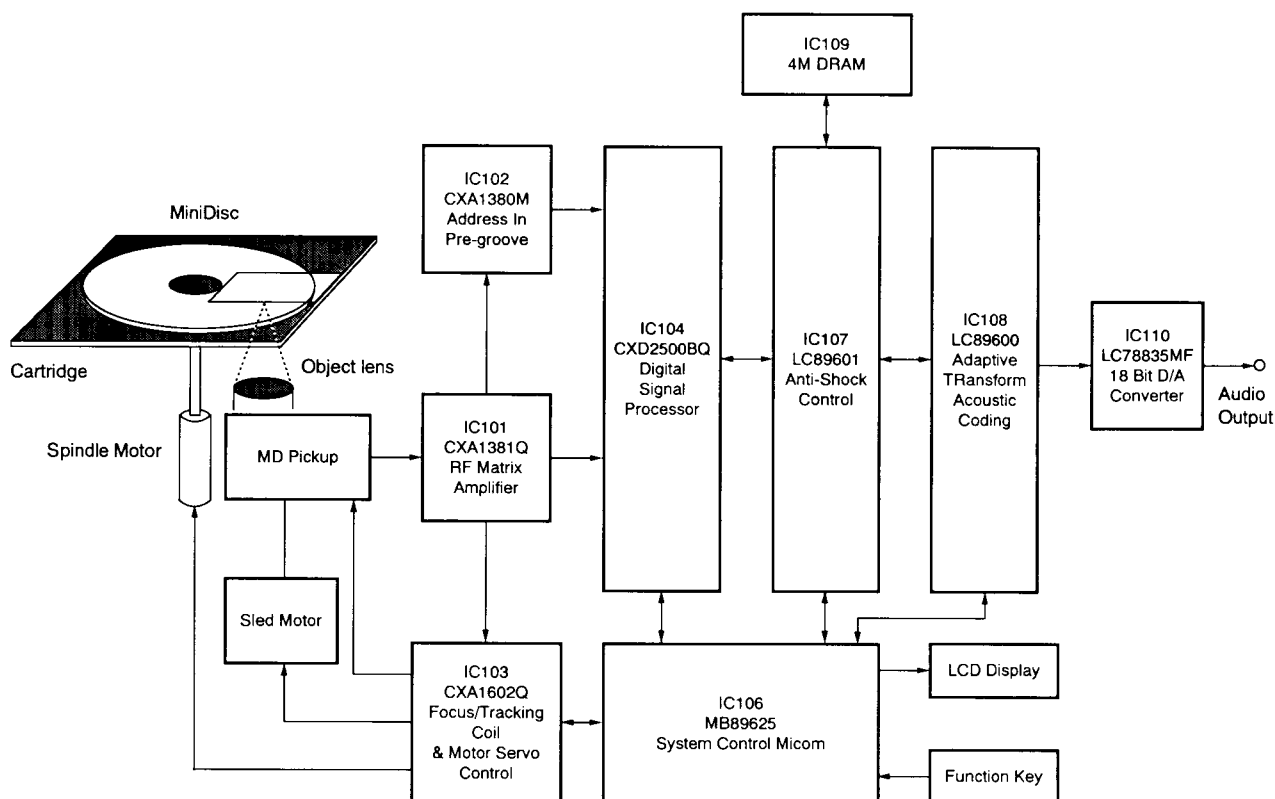 IC109
4M DRAM
IC102
CXA1380M
Address In
Pre-groove
MiniDisc
Cartridge
Object lens
Spindle Motor
MD Pickup
IC101
CXA1381Q
RF Matrix
Amplifier
IC104
CXD2500BQ
Digital
Signal
Processor
IC107
LC89601
Anti-Shock
Control
IC108
LC89600
Adaptive
TRansform
Acoustic
Coding
IC110
LC78835MF
18 Bit D/A
Converter
Audio
Output
Sled Motor
IC103
CXA1602Q
Focus/Tracking
Coil
& Motor Servo
Control
IC106
MB89625
System Control Micom
LCD Display
Function Key